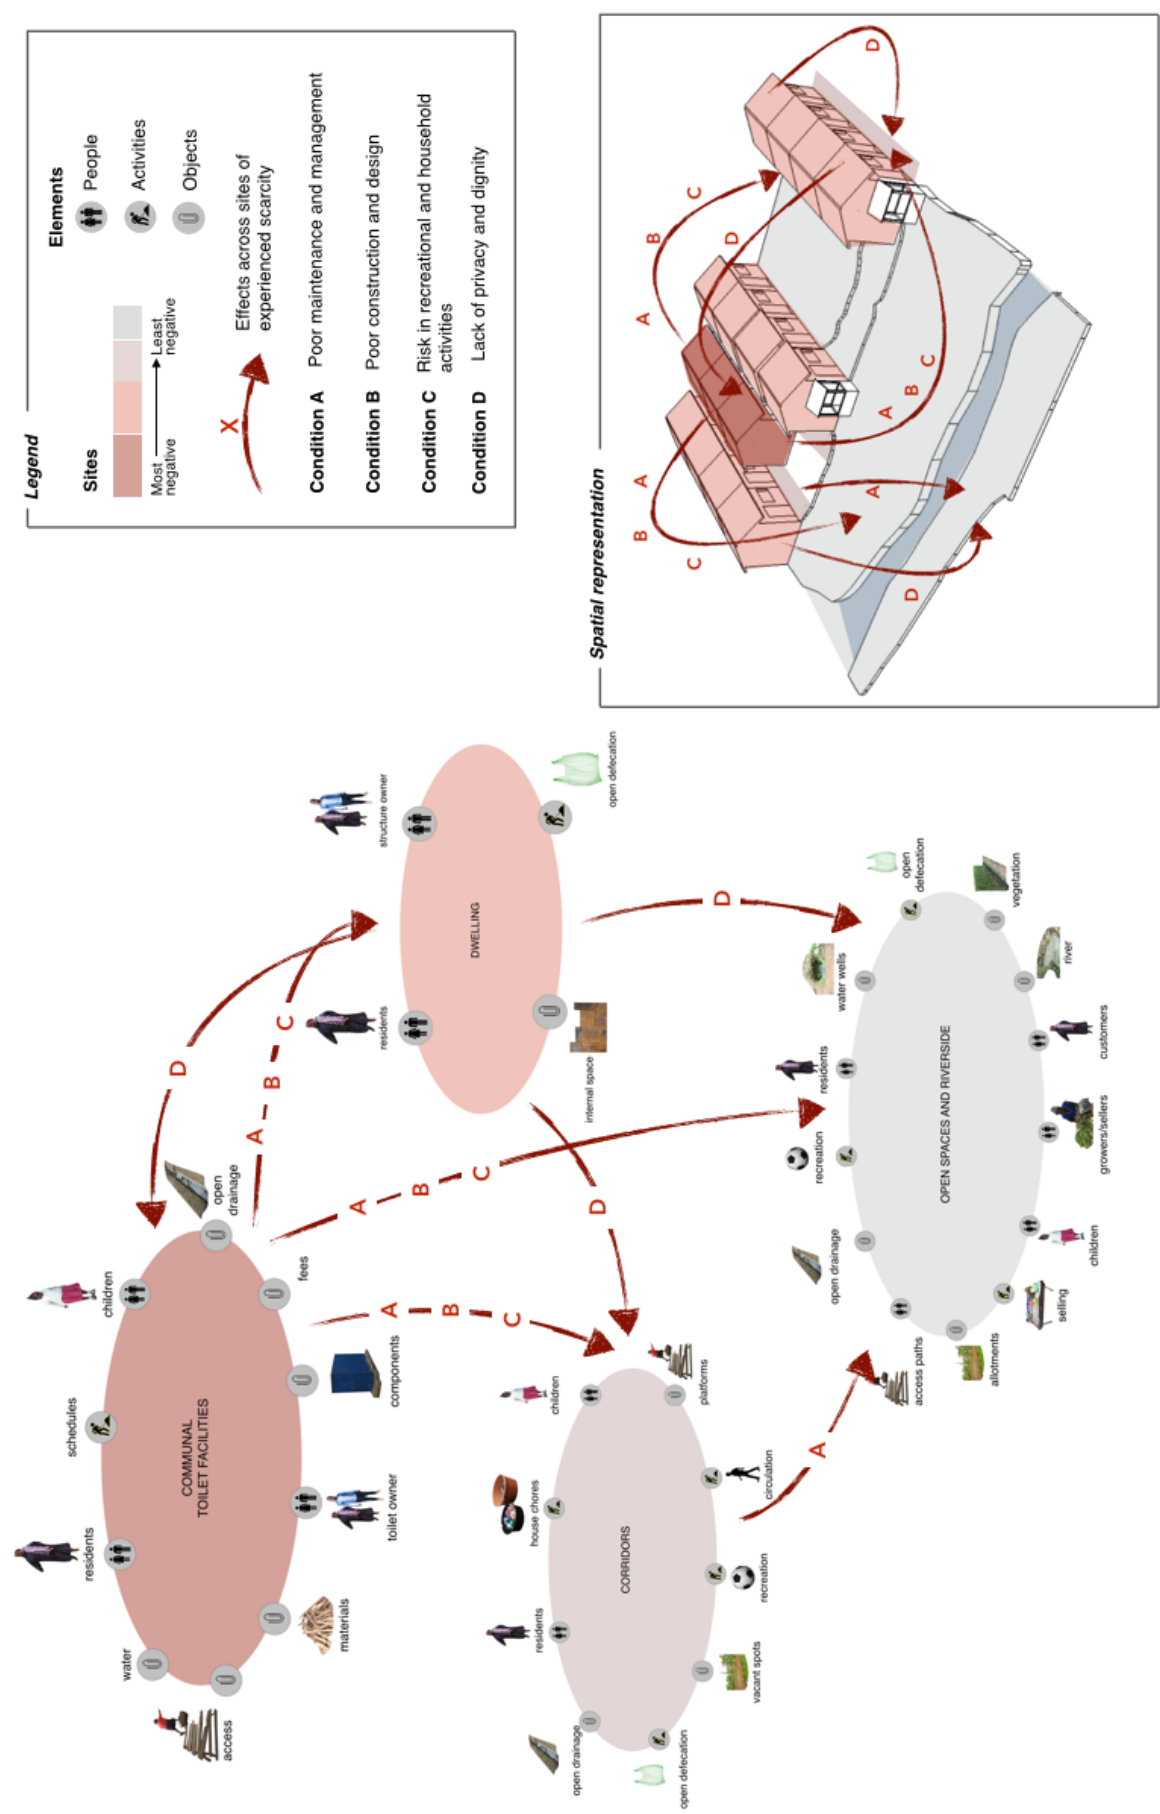 Legend
Sites
Most
negative
Least
negative
Elements
People
Activities
Objects
X
Effects across sites of
experienced scarcity
Condition A Poor maintenance and management
Condition B Poor construction and design
Condition C Risk in recreational and household
activities
Condition D Lack of privacy and dignity
Spatial representation
A
B
C
D
D
A
B
C
A
A
B
C
D
COMMUNAL
TOILET FACILITIES
access
water
residents
schedules
children
open
drainage
fees
components
toilet owner
materials
D
A
B
C
A
B
C
A
B
C
DWELLING
residents
structure owner
internal space
open defecation
D
D
CORRIDORS
open drainage
residents
house chores
children
platforms
circulation
recreation
vacant spots
open defecation
A
OPEN SPACES AND RIVERSIDE
access paths
open drainage
recreation
residents
water wells
open
defecation
vegetation
river
customers
growers/sellers
children
selling
allotments